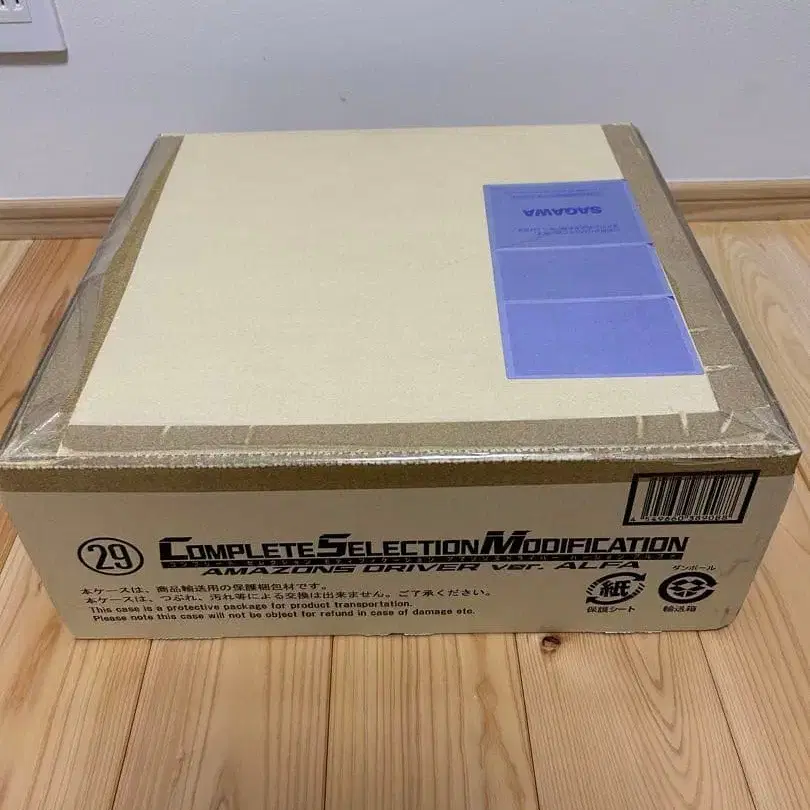 SAGAWA
4 549660 389088
29
COMPLETE SELECTION MODIFICATION
AMAZONS DRIVER ver. ALFA
本ケースは、商品輸送用の保護梱包材です。
本ケースは、つぶれ、汚れ等による交換は出来ません。ご了承ください。
This case is a protective package for product transportation.
Please note this case will not be object for refund in case of damage etc.
紙
保護シート
ダンボール
輸送箱